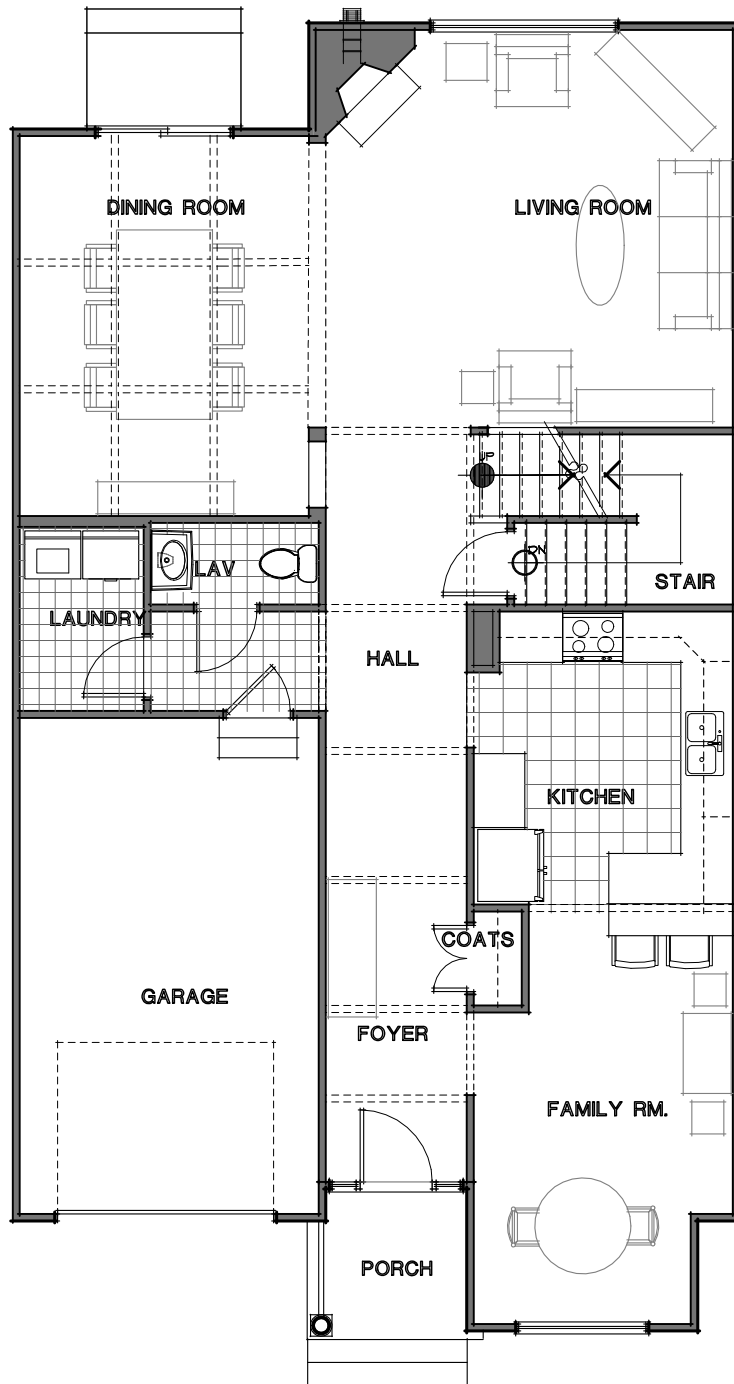 DINING ROOM
LIVING ROOM
UP
DN
LAV
STAIR
LAUNDRY
HALL
KITCHEN
COATS
GARAGE
FOYER
FAMILY RM.
PORCH